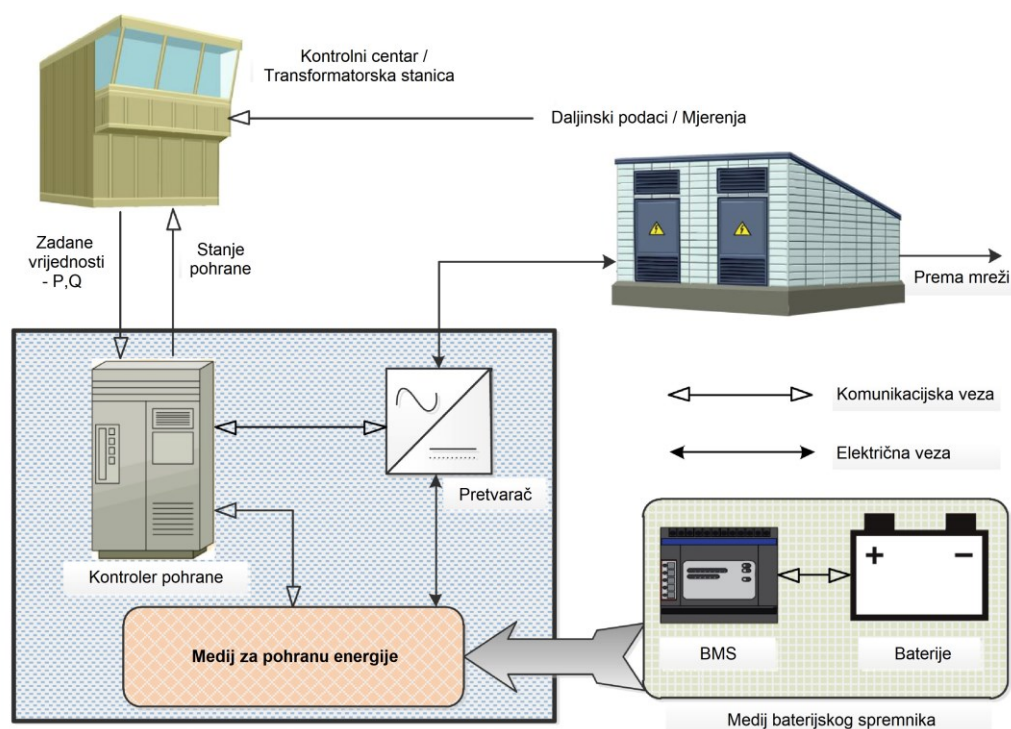 Kontrolni centar /
Transformatorska stanica
Daljinski podaci / Mjerenja
Zadane
vrijednosti
- P,Q
Stanje
pohrane
Prema mreži
Komunikacijska veza
Električna veza
Pretvarač
Kontroler pohrane
Medij za pohranu energije
+ −
BMS
Baterije
Medij baterijskog spremnika